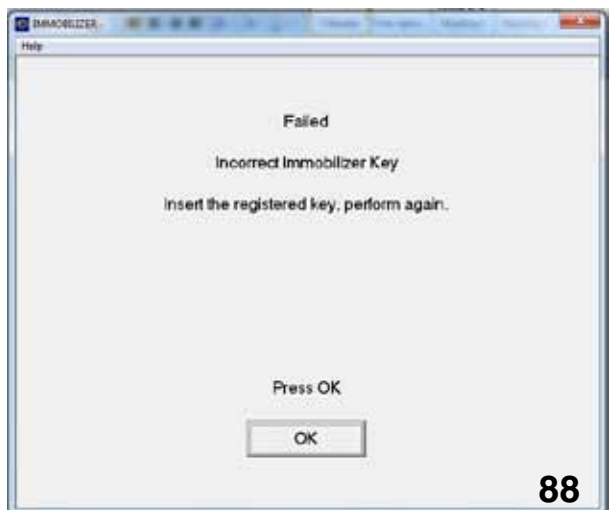 IMMOBILIZER
Help
Failed
Incorrect Immobilizer Key
Insert the registered key, perform again.
Press OK
OK
88